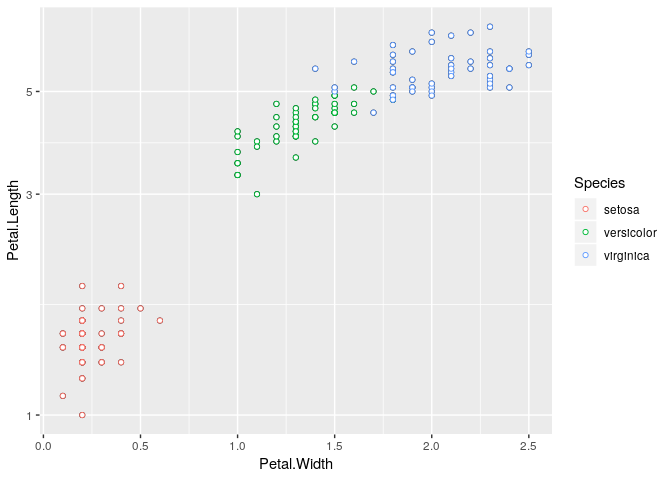 5
3
1
Petal.Length
0.0
0.5
1.0
1.5
2.0
2.5
Petal.Width
Species
setosa
versicolor
virginica